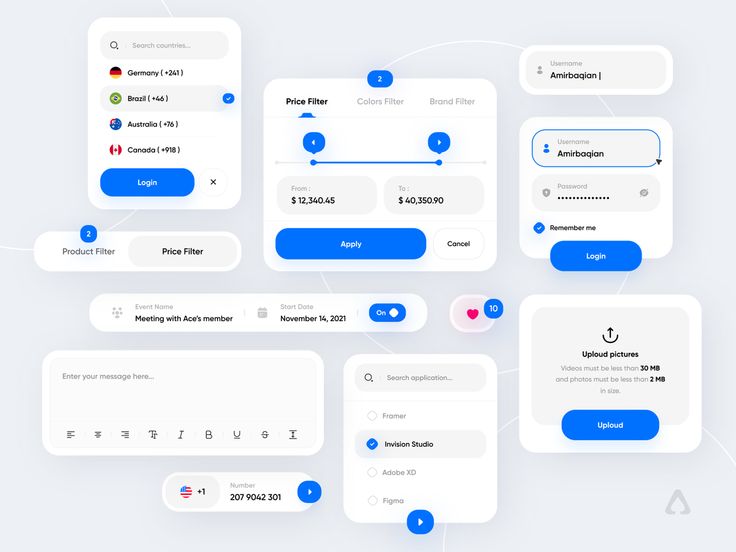 Search countries...
Germany ( +241 )
Brazil ( +46 )
Australia ( +76 )
Canada ( +918 )
Login
2
Product Filter
Price Filter
2
Price Filter
Colors Filter
Brand Filter
From :
$ 12,340.45
To :
$ 40,350.90
Apply
Cancel
Username
Amirbaqian |
Username
Amirbaqian
Password
••••••••••••••
Remember me
Login
Event Name
Meeting with Ace's member
Start Date
November 14, 2021
On
10
Enter your message here...
T
I
B
U
S
I
+1
Number
207 9042 301
Search application...
Framer
Invision Studio
Adobe XD
Figma
Uploud pictures
Videos must be less than 30 MB
and photos must be less than 2 MB
in size.
Uploud